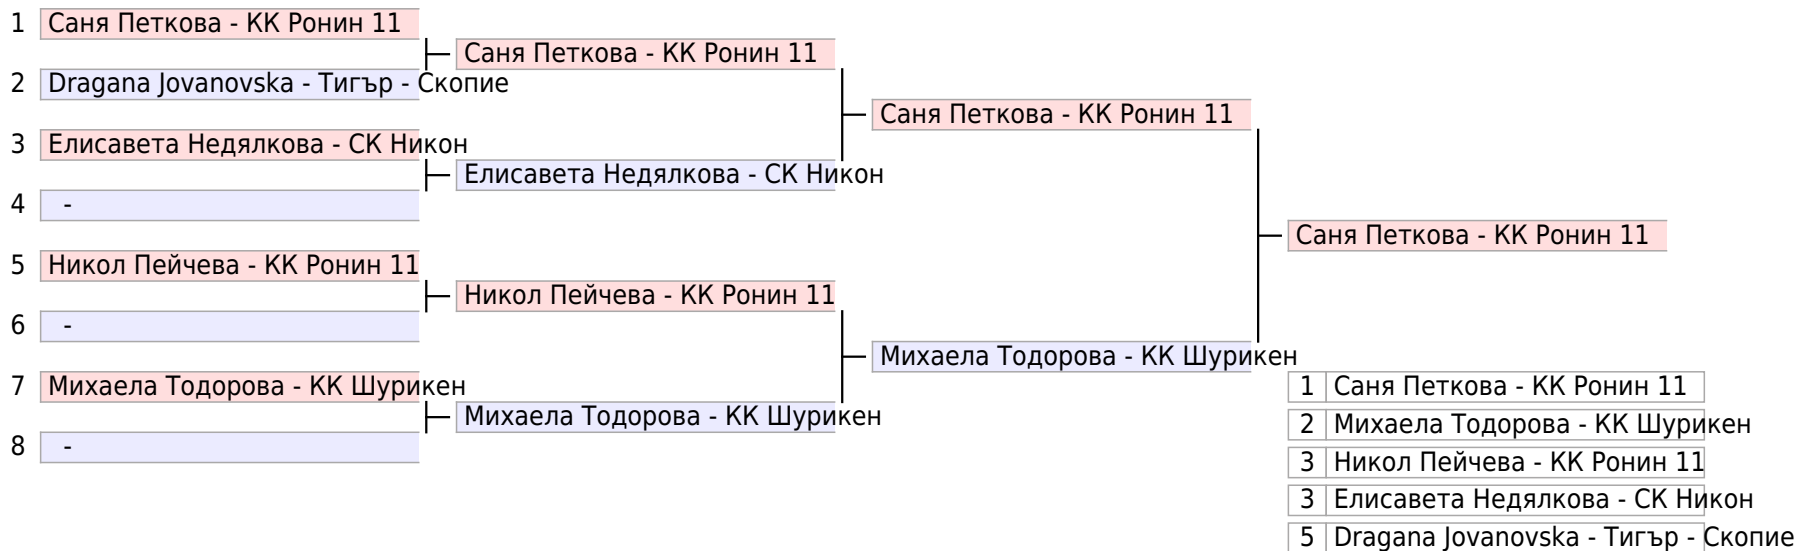 1 Саня Петкова - КК Ронин 11
Саня Петкова - КК Ронин 11
2 Dragana Jovanovska - Тигър - Скопие
Саня Петкова - КК Ронин 11
3 Елисавета Недялкова - СК Никон
Елисавета Недялкова - СК Никон
4 -
Саня Петкова - КК Ронин 11
5 Никол Пейчева - КК Ронин 11
Никол Пейчева - КК Ронин 11
6 -
Михаела Тодорова - КК Шурикен
7 Михаела Тодорова - КК Шурикен
Михаела Тодорова - КК Шурикен
8 -
1 Саня Петкова - КК Ронин 11
2 Михаела Тодорова - КК Шурикен
3 Никол Пейчева - КК Ронин 11
3 Елисавета Недялкова - СК Никон
5 Dragana Jovanovska - Тигър - Скопие